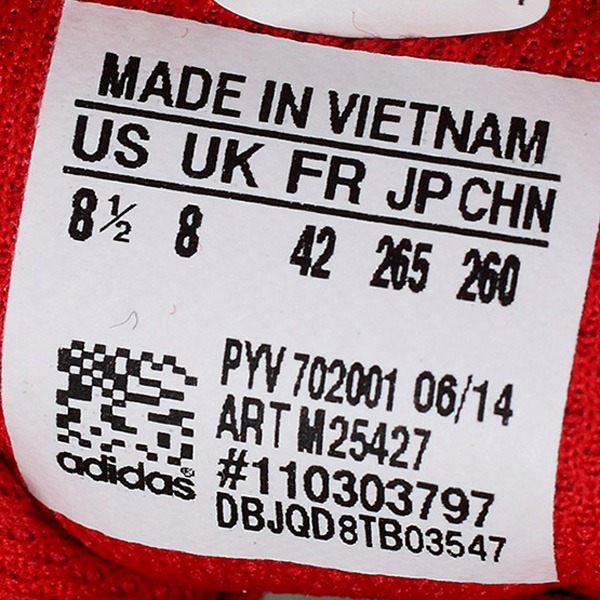 MADE IN VIETNAM
US UK FR JP CHN
8½ 8 42 265 260
PYV 702001 06/14
ART M25427
#110303797
DBJQD8TB03547
adidas®